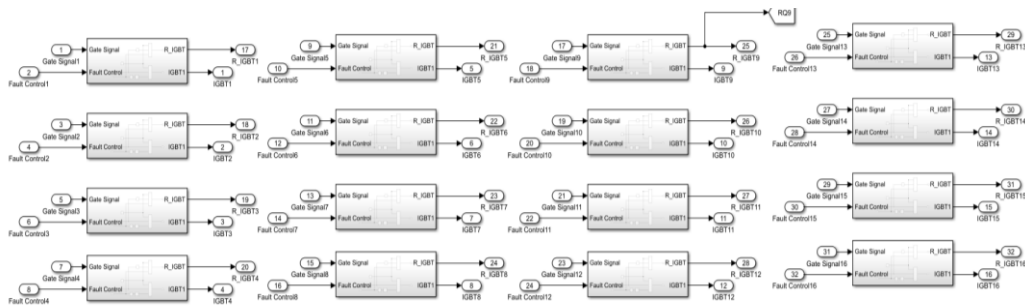 RQ9
1 Gate Signal R_IGBT 17
Gate Signal1 R_IGBT1
2 Fault Control IGBT1 1
Fault Control1 IGBT1
9 Gate Signal R_IGBT 21
Gate Signal5 R_IGBT5
10 Fault Control IGBT1 5
Fault Control5 IGBT5
17 Gate Signal R_IGBT 25
Gate Signal9 R_IGBT9
18 Fault Control IGBT1 9
Fault Control9 IGBT9
25 Gate Signal R_IGBT 29
Gate Signal13 R_IGBT13
26 Fault Control IGBT1 13
Fault Control13 IGBT13
3 Gate Signal R_IGBT 18
Gate Signal2 R_IGBT2
4 Fault Control IGBT1 2
Fault Control2 IGBT2
11 Gate Signal R_IGBT 22
Gate Signal6 R_IGBT6
12 Fault Control IGBT1 6
Fault Control6 IGBT6
19 Gate Signal R_IGBT 26
Gate Signal10 R_IGBT10
20 Fault Control IGBT1 10
Fault Control10 IGBT10
27 Gate Signal R_IGBT 30
Gate Signal14 R_IGBT14
28 Fault Control IGBT1 14
Fault Control14 IGBT14
5 Gate Signal R_IGBT 19
Gate Signal3 R_IGBT3
6 Fault Control IGBT1 3
Fault Control3 IGBT3
13 Gate Signal R_IGBT 23
Gate Signal7 R_IGBT7
14 Fault Control IGBT1 7
Fault Control7 IGBT7
21 Gate Signal R_IGBT 27
Gate Signal11 R_IGBT11
22 Fault Control IGBT1 11
Fault Control11 IGBT11
29 Gate Signal R_IGBT 31
Gate Signal15 R_IGBT15
30 Fault Control IGBT1 15
Fault Control15 IGBT15
7 Gate Signal R_IGBT 20
Gate Signal4 R_IGBT4
8 Fault Control IGBT1 4
Fault Control4 IGBT4
15 Gate Signal R_IGBT 24
Gate Signal8 R_IGBT8
16 Fault Control IGBT1 8
Fault Control8 IGBT8
23 Gate Signal R_IGBT 28
Gate Signal12 R_IGBT12
24 Fault Control IGBT1 12
Fault Control12 IGBT12
31 Gate Signal R_IGBT 32
Gate Signal16 R_IGBT16
32 Fault Control IGBT1 16
Fault Control16 IGBT16